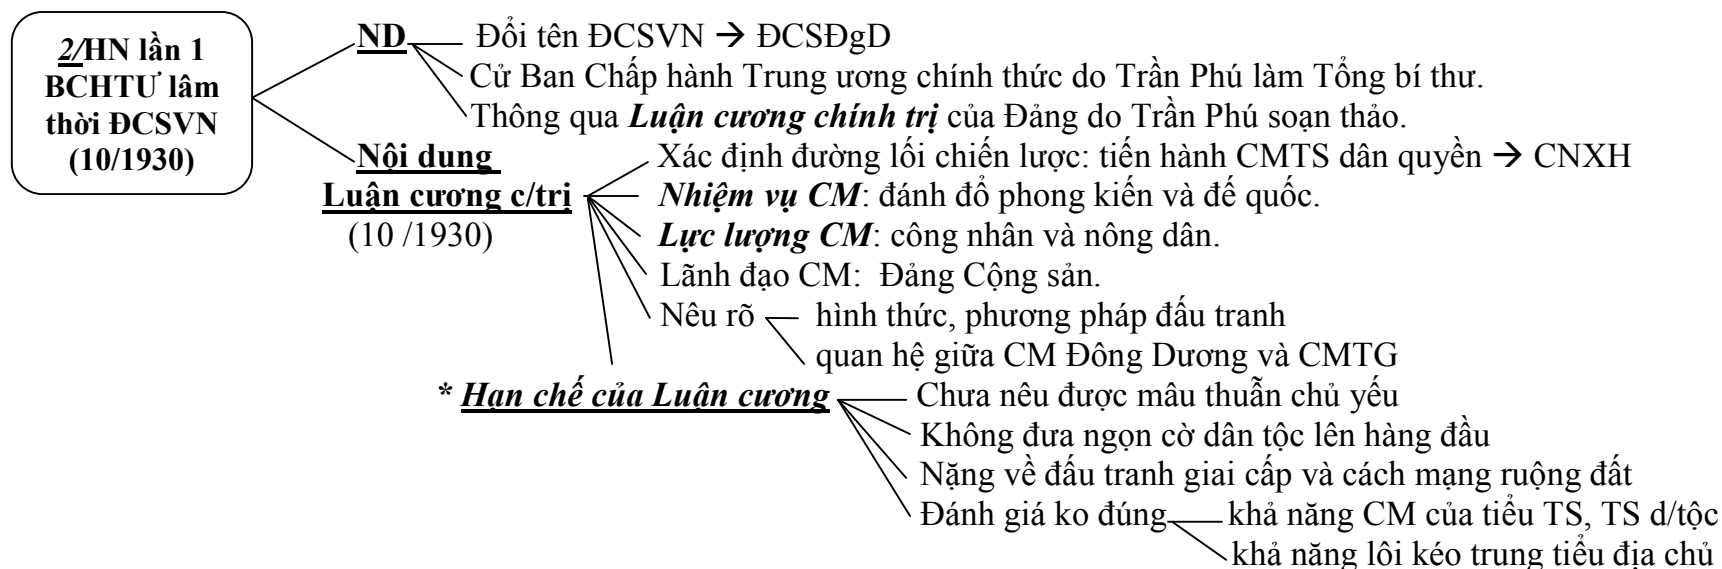 2/HN lần 1
BCHTƯ lâm
thời ĐCSVN
(10/1930)
ND
Đổi tên ĐCSVN → ĐCSĐgD
Cử Ban Chấp hành Trung ương chính thức do Trần Phú làm Tổng bí thư.
Thông qua Luận cương chính trị của Đảng do Trần Phú soạn thảo.
Nội dung
Luận cương c/trị
(10 /1930)
Xác định đường lối chiến lược: tiến hành CMTS dân quyền → CNXH
Nhiệm vụ CM: đánh đổ phong kiến và đế quốc.
Lực lượng CM: công nhân và nông dân.
Lãnh đạo CM: Đảng Cộng sản.
Nêu rõ
hình thức, phương pháp đấu tranh
quan hệ giữa CM Đông Dương và CMTG
* Hạn chế của Luận cương
Chưa nêu được mâu thuẫn chủ yếu
Không đưa ngọn cờ dân tộc lên hàng đầu
Nặng về đấu tranh giai cấp và cách mạng ruộng đất
Đánh giá ko đúng
khả năng CM của tiểu TS, TS d/tộc
khả năng lôi kéo trung tiểu địa chủ